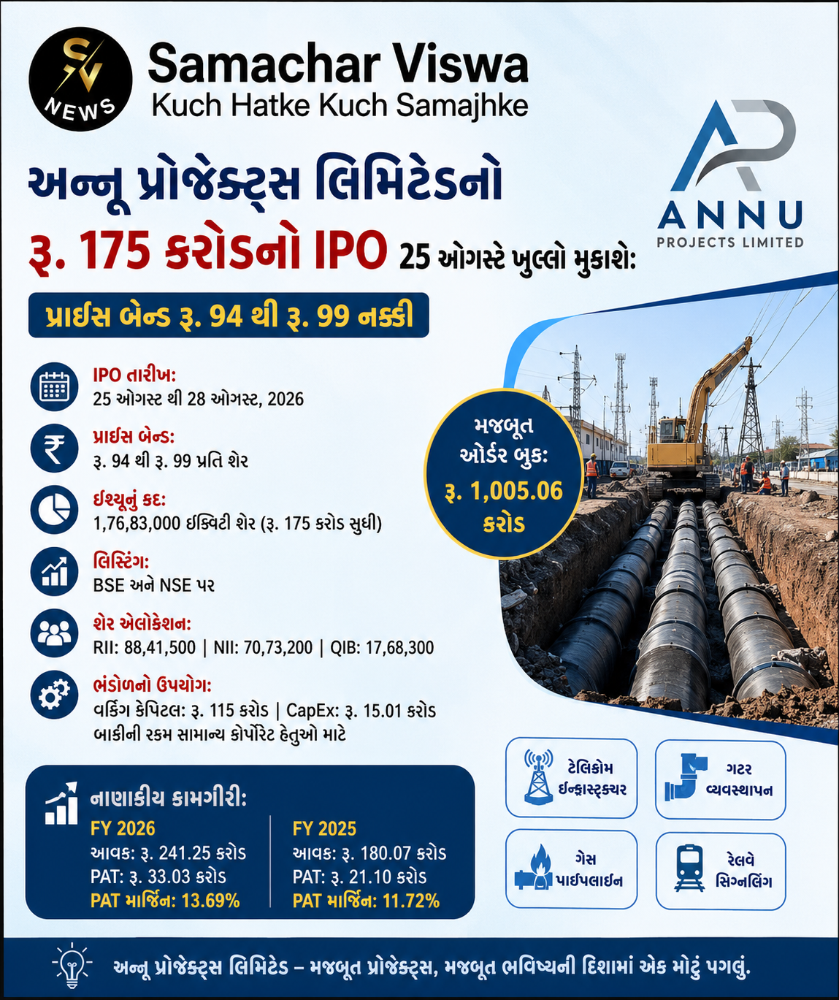 SV NEWS
Samachar Viswa
Kuch Hatke Kuch Samajhke
AP
ANNU
PROJECTS LIMITED
અન્નૂ પ્રોજેક્ટ્સ લિમિટેડનો
રૂ. 175 કરોડનો IPO 25 ઓગસ્ટે ખુલ્લો મુકાશે:
પ્રાઈસ બેન્ડ રૂ. 94 થી રૂ. 99 નક્કી
IPO તારીખ:
25 ઓગસ્ટ થી 28 ઓગસ્ટ, 2026
પ્રાઈસ બેન્ડ:
રૂ. 94 થી રૂ. 99 પ્રતિ શેર
ઈશ્યૂનું કદ:
1,76,83,000 ઈક્વિટી શેર (રૂ. 175 કરોડ સુધી)
લિસ્ટિંગ:
BSE અને NSE પર
શેર એલોકેશન:
RII: 88,41,500 | NII: 70,73,200 | QIB: 17,68,300
ભંડોળનો ઉપયોગ:
વર્કિંગ કેપિટલ: રૂ. 115 કરોડ | CapEx: રૂ. 15.01 કરોડ
બાકીની રકમ સામાન્ય કોર્પોરેટ હેતુઓ માટે
મજબૂત
ઓર્ડર બુક:
રૂ. 1,005.06
કરોડ
નાણાકીય કામગીરી:
FY 2026
આવક: રૂ. 241.25 કરોડ
PAT: રૂ. 33.03 કરોડ
PAT માર્જિન: 13.69%
FY 2025
આવક: રૂ. 180.07 કરોડ
PAT: રૂ. 21.10 કરોડ
PAT માર્જિન: 11.72%
ટેલિકોમ
ઈન્ફ્રાસ્ટ્રક્ચર
ગટર
વ્યવસ્થાપન
ગેસ
પાઈપલાઈન
રેલવે
સિગ્નલિંગ
અન્નૂ પ્રોજેક્ટ્સ લિમિટેડ – મજબૂત પ્રોજેક્ટ્સ, મજબૂત ભવિષ્યની દિશામાં એક મોટું પગલું.